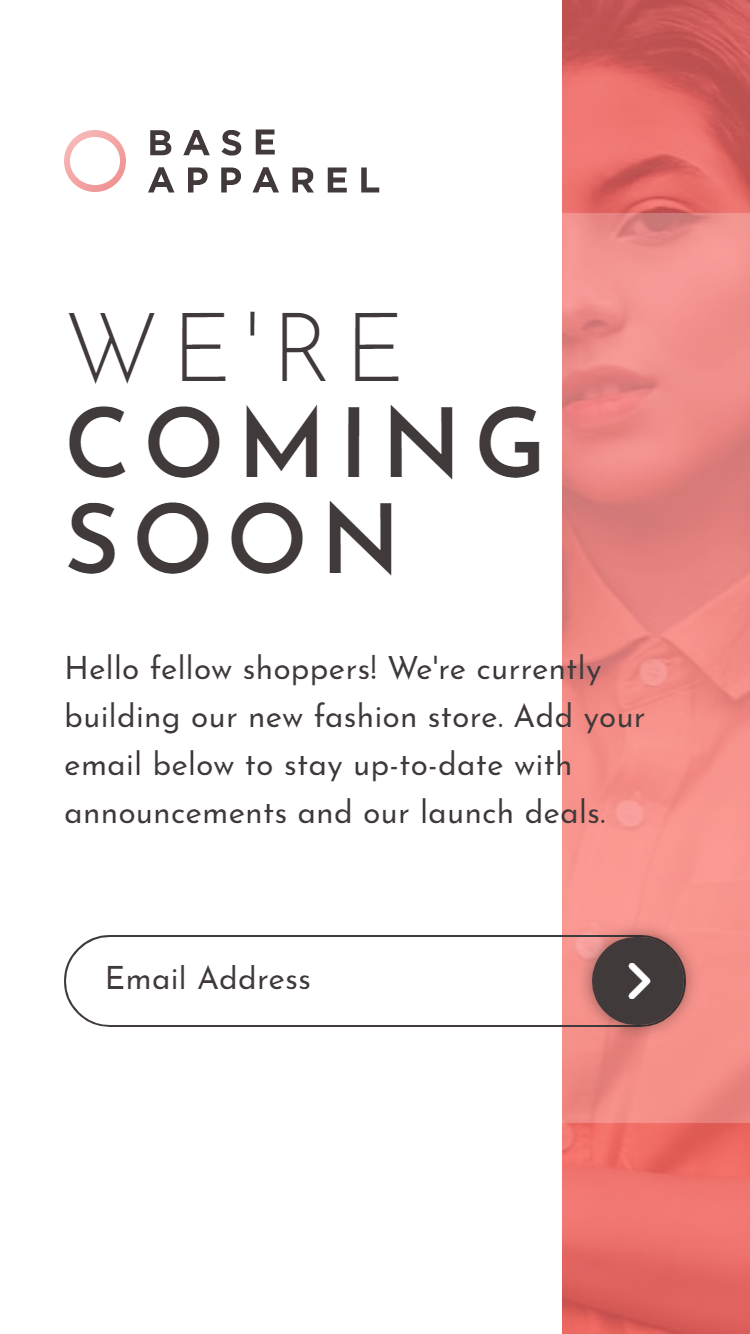 BASE
APPAREL
WE'RE
COMING
SOON
Hello fellow shoppers! We're currently
building our new fashion store. Add your
email below to stay up-to-date with
announcements and our launch deals.
Email Address